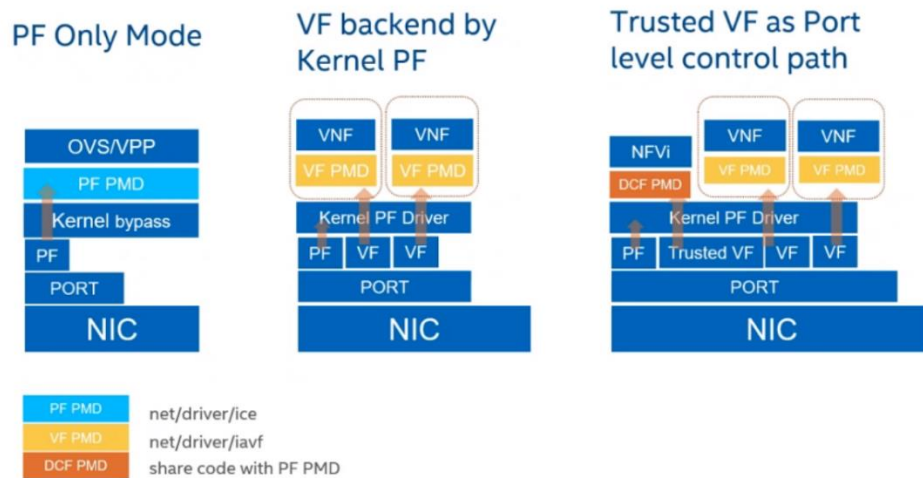 PF Only Mode
OVS/VPP
PF PMD
Kernel bypass
PF
PORT
NIC
VF backend by
Kernel PF
VNF VNF
VF PMD VF PMD
Kernel PF Driver
PF VF VF
PORT
NIC
Trusted VF as Port
level control path
NFVi VNF VNF
DCF PMD VF PMD VF PMD
Kernel PF Driver
PF Trusted VF VF VF
PORT
NIC
PF PMD net/driver/ice
VF PMD net/driver/iavf
DCF PMD share code with PF PMD